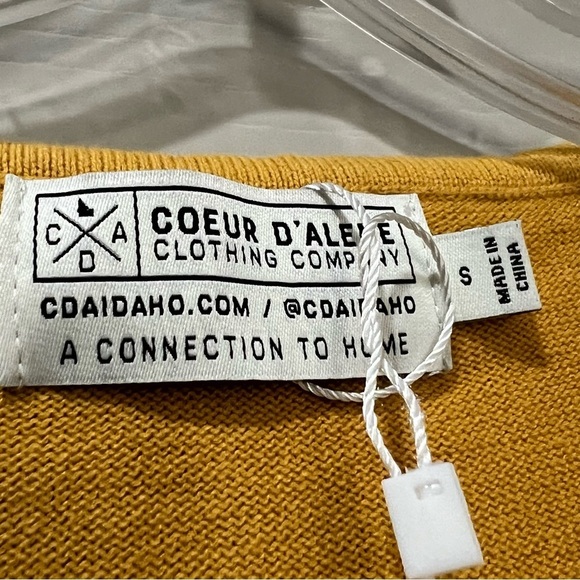 C A
D
COEUR D'ALENE
CLOTHING COMPANY
CDAIDAHO.COM / @CDAIDAHO
A CONNECTION TO HOME
S
MADE IN
CHINA